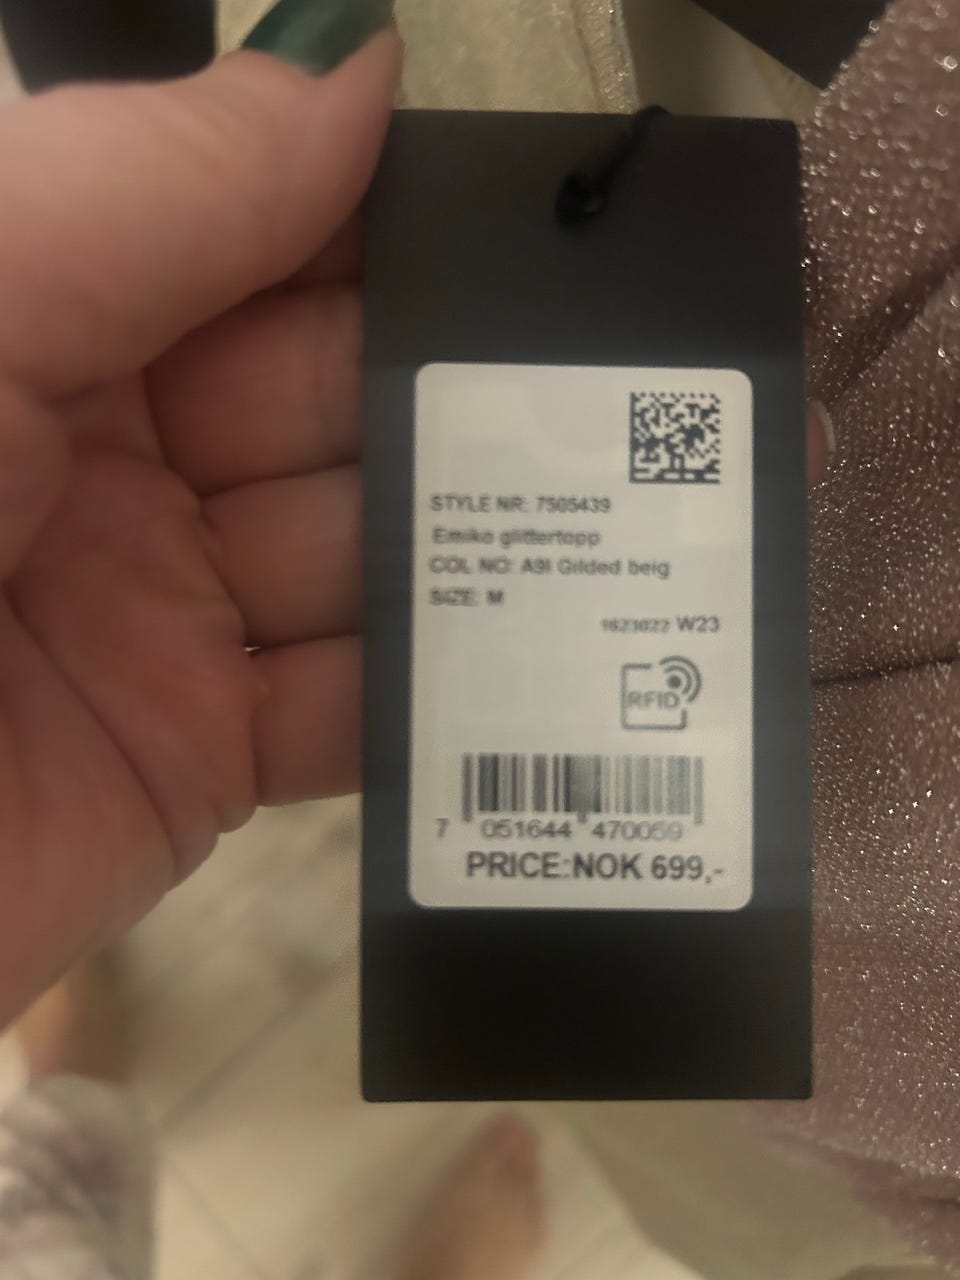 STYLE NR: 7505439
Emiko glittertopp
COL NO: A9I Gilded beig
SIZE: M
1623022 W23
RFID
7 051644 470059
PRICE:NOK 699,-